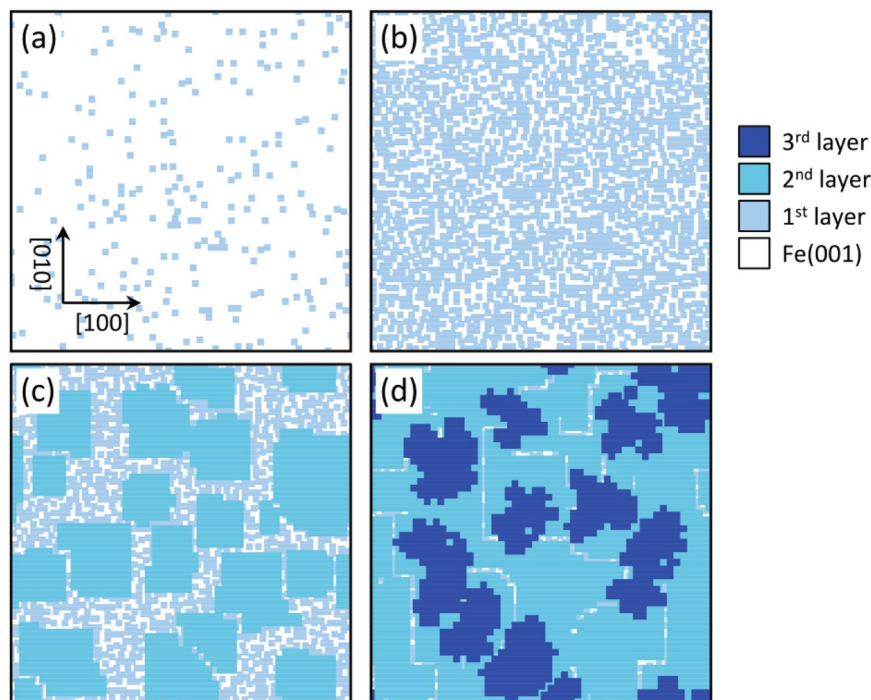 (a)
(b)
[010]
[100]
3rd layer
2nd layer
1st layer
Fe(001)
(c)
(d)